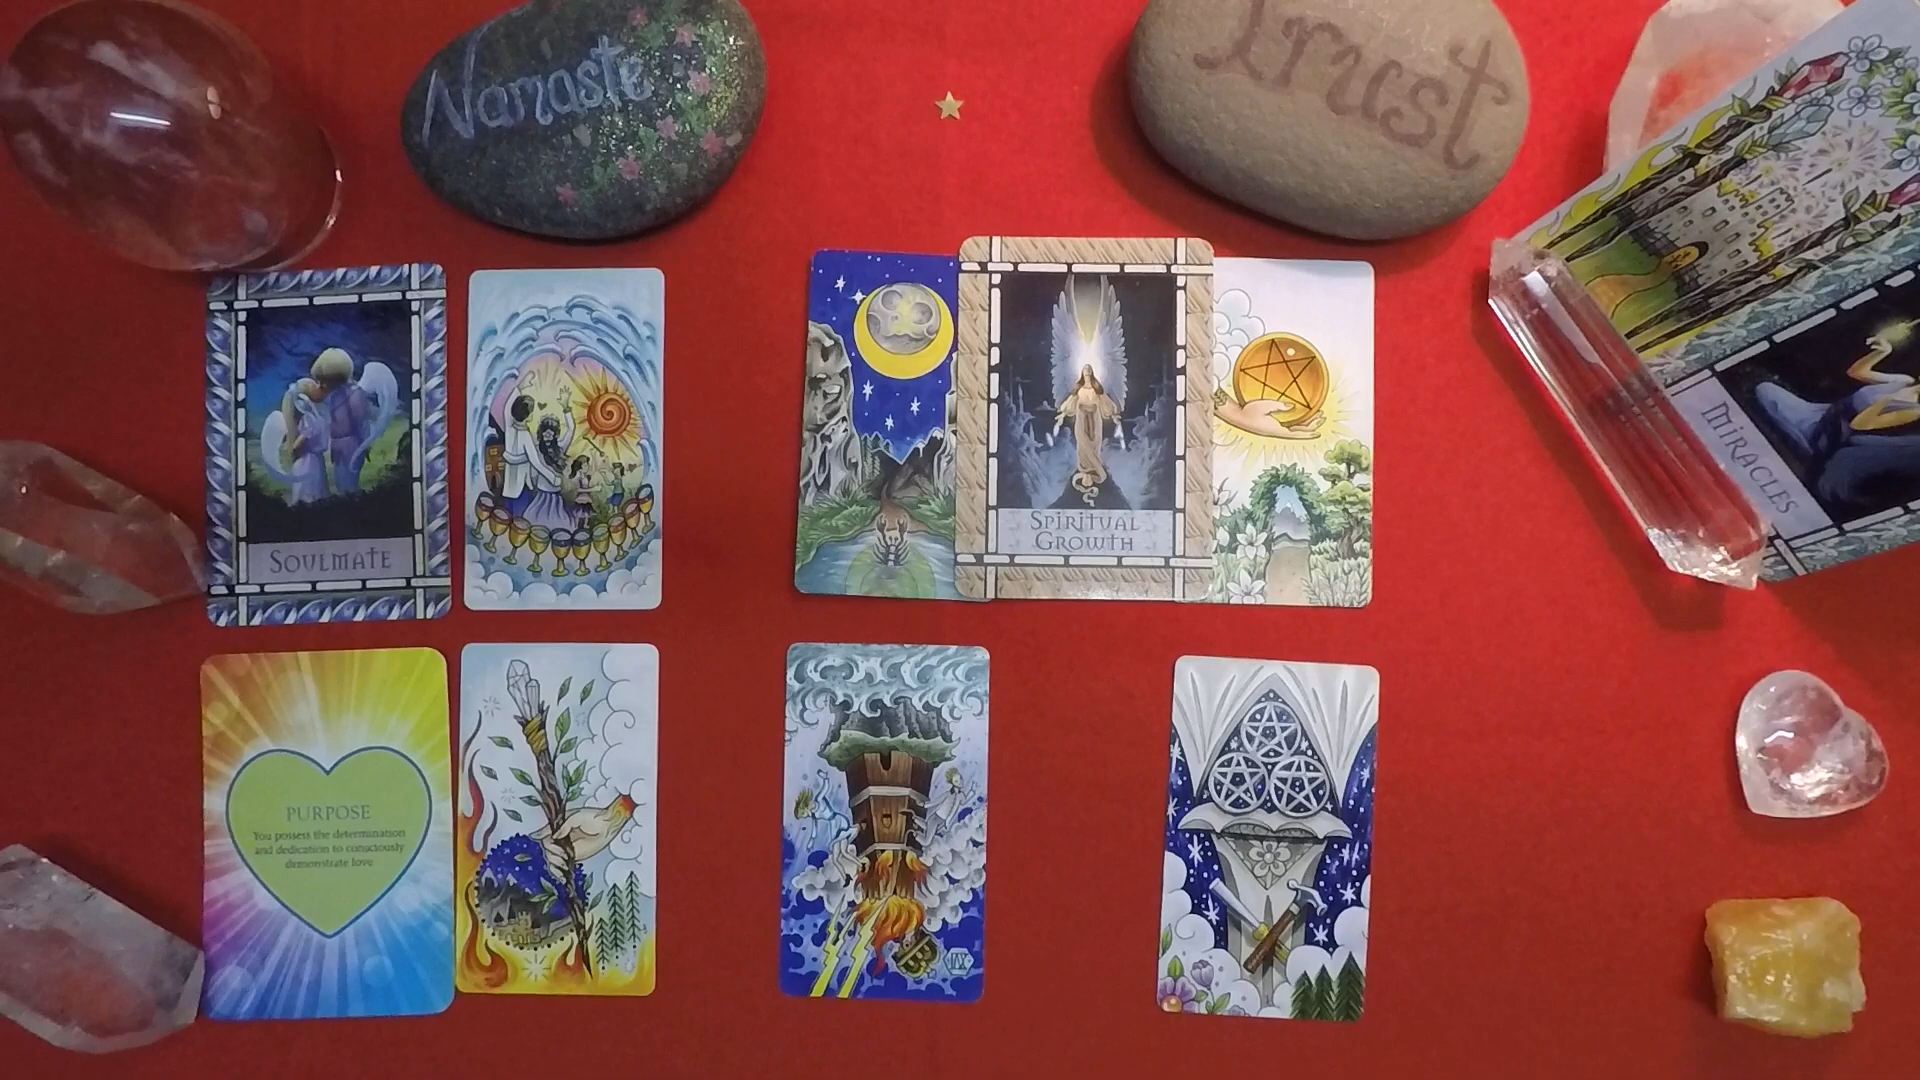 Namaste
Trust
MIRACLES
SOULMATE
SPIRITUAL
GROWTH
PURPOSE
You possess the determination
and dedication to consciously
demonstrate love